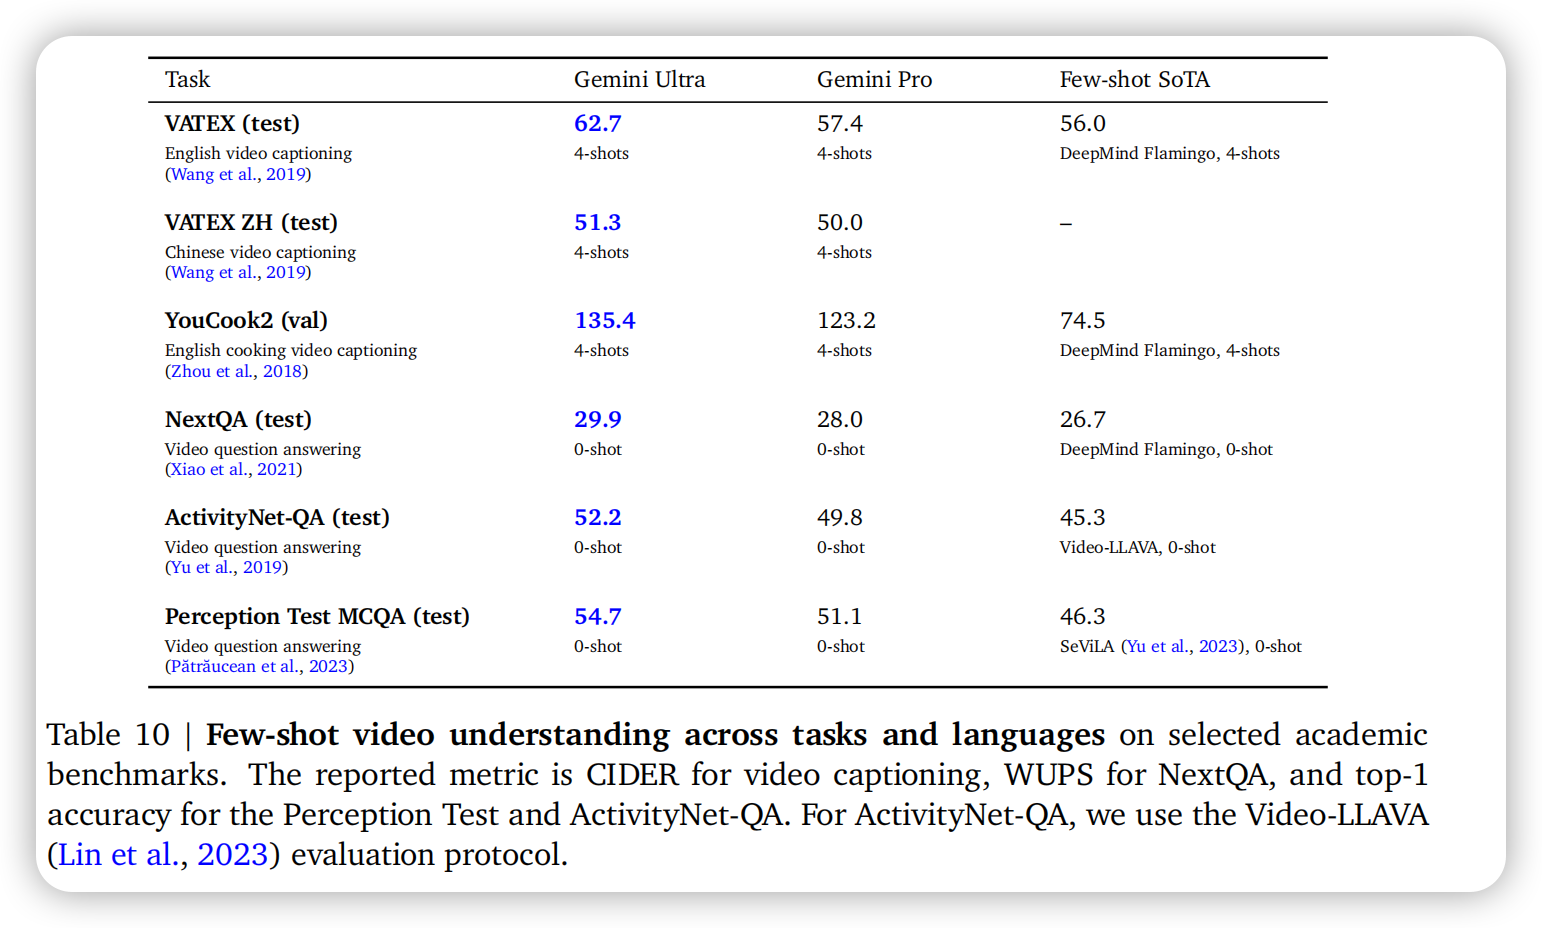 Task Gemini Ultra Gemini Pro Few-shot SoTA
VATEX (test) 62.7 57.4 56.0
English video captioning 4-shots 4-shots DeepMind Flamingo, 4-shots
(Wang et al., 2019)
VATEX ZH (test) 51.3 50.0 –
Chinese video captioning 4-shots 4-shots
(Wang et al., 2019)
YouCook2 (val) 135.4 123.2 74.5
English cooking video captioning 4-shots 4-shots DeepMind Flamingo, 4-shots
(Zhou et al., 2018)
NextQA (test) 29.9 28.0 26.7
Video question answering 0-shot 0-shot DeepMind Flamingo, 0-shot
(Xiao et al., 2021)
ActivityNet-QA (test) 52.2 49.8 45.3
Video question answering 0-shot 0-shot Video-LLAVA, 0-shot
(Yu et al., 2019)
Perception Test MCQA (test) 54.7 51.1 46.3
Video question answering 0-shot 0-shot SeViLA (Yu et al., 2023), 0-shot
(Pătrăucean et al., 2023)
Table 10 | Few-shot video understanding across tasks and languages on selected academic
benchmarks. The reported metric is CIDER for video captioning, WUPS for NextQA, and top-1
accuracy for the Perception Test and ActivityNet-QA. For ActivityNet-QA, we use the Video-LLAVA
(Lin et al., 2023) evaluation protocol.